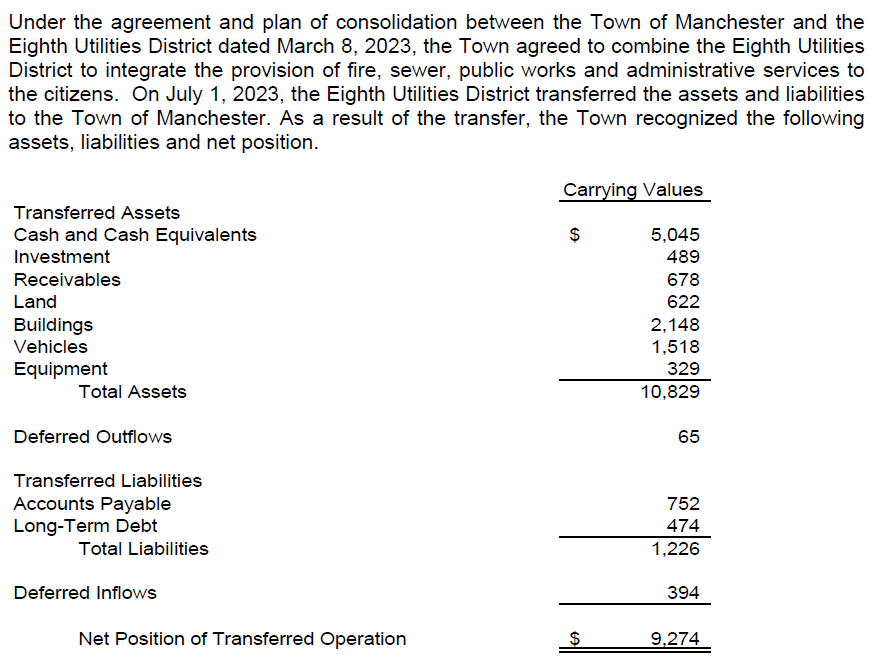 Under the agreement and plan of consolidation between the Town of Manchester and the
Eighth Utilities District dated March 8, 2023, the Town agreed to combine the Eighth Utilities
District to integrate the provision of fire, sewer, public works and administrative services to
the citizens. On July 1, 2023, the Eighth Utilities District transferred the assets and liabilities
to the Town of Manchester. As a result of the transfer, the Town recognized the following
assets, liabilities and net position.
Carrying Values
Transferred Assets
Cash and Cash Equivalents $ 5,045
Investment 489
Receivables 678
Land 622
Buildings 2,148
Vehicles 1,518
Equipment 329
Total Assets 10,829
Deferred Outflows 65
Transferred Liabilities
Accounts Payable 752
Long-Term Debt 474
Total Liabilities 1,226
Deferred Inflows 394
Net Position of Transferred Operation $ 9,274